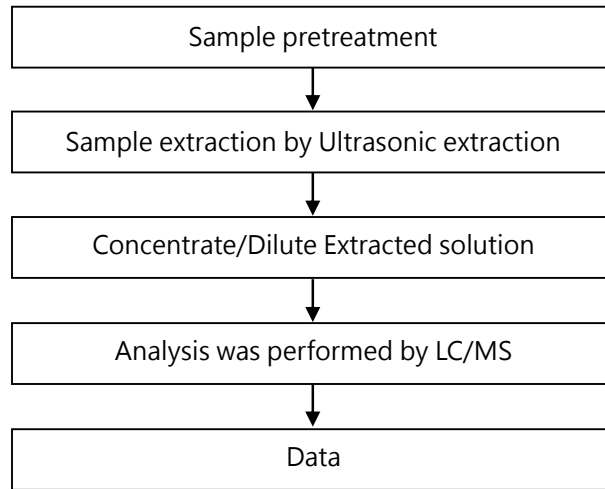 Sample pretreatment
Sample extraction by Ultrasonic extraction
Concentrate/Dilute Extracted solution
Analysis was performed by LC/MS
Data